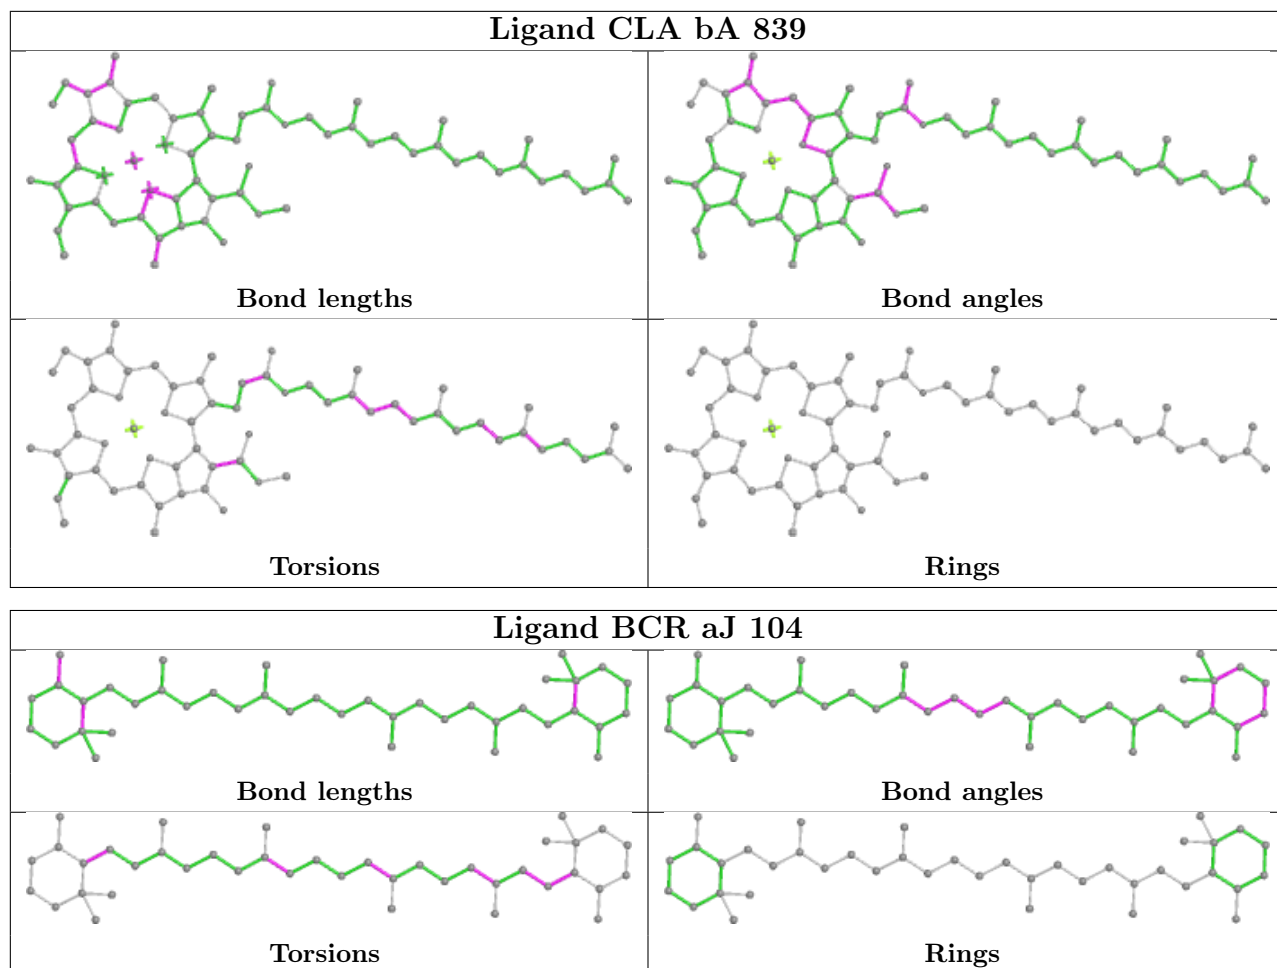 Ligand CLA bA 839
Bond lengths
Bond angles
Torsions
Rings
Ligand BCR aJ 104
Bond lengths
Bond angles
Torsions
Rings